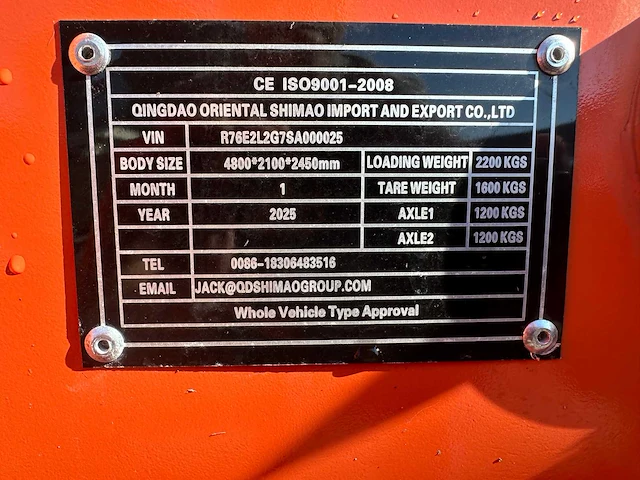 CE ISO9001-2008
QINGDAO ORIENTAL SHIMAO IMPORT AND EXPORT CO.,LTD
VIN R76E2L2G7SA000025
BODY SIZE 4800*2100*2450mm LOADING WEIGHT 2200 KGS
MONTH 1 TARE WEIGHT 1600 KGS
YEAR 2025 AXLE1 1200 KGS
AXLE2 1200 KGS
TEL 0086-18306483516
EMAIL JACK@QDSHIMAOGROUP.COM
Whole Vehicle Type Approval